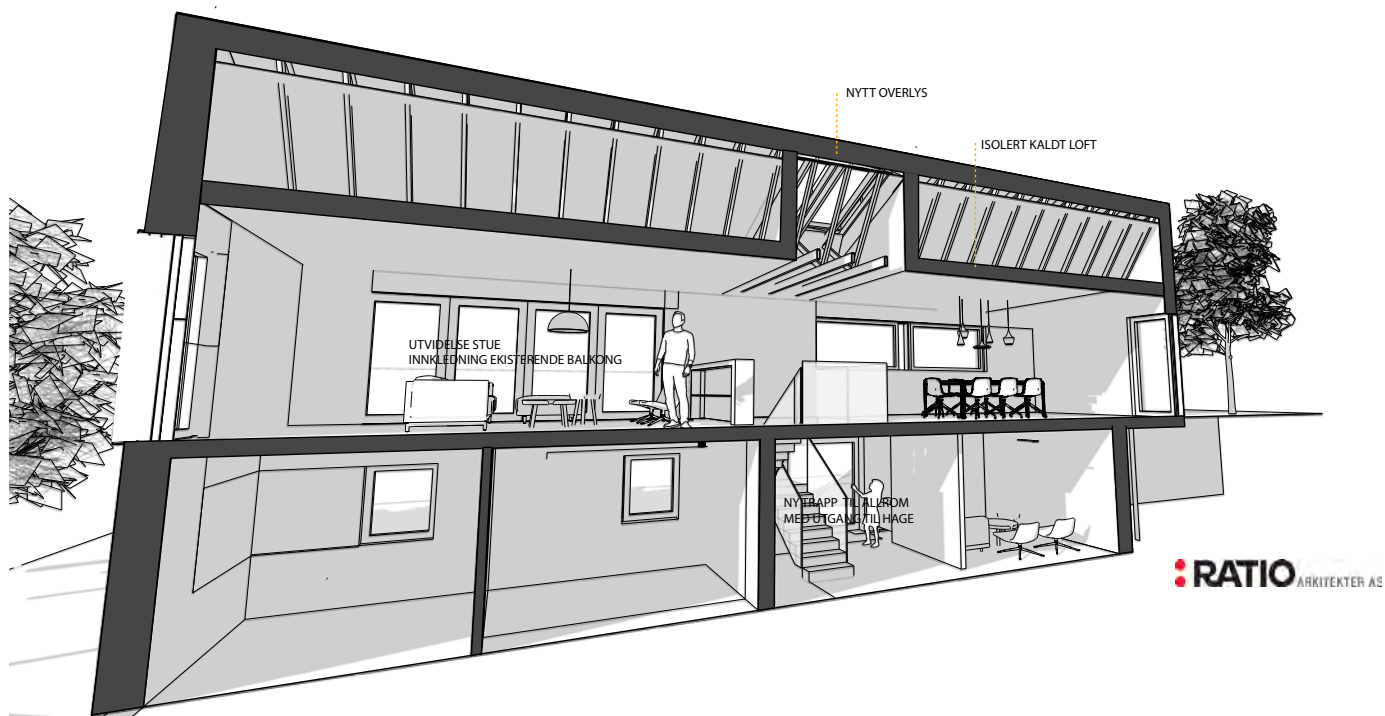 NYTT OVERLYS
ISOLERT KALDT LOFT
UTVIDELSE STUE
INNKLEDNING EKISTERENDE BALKONG
NY TRAPP TIL ALLROM
MED UTGANG TIL HAGE
RATIO ARKITEKTER AS